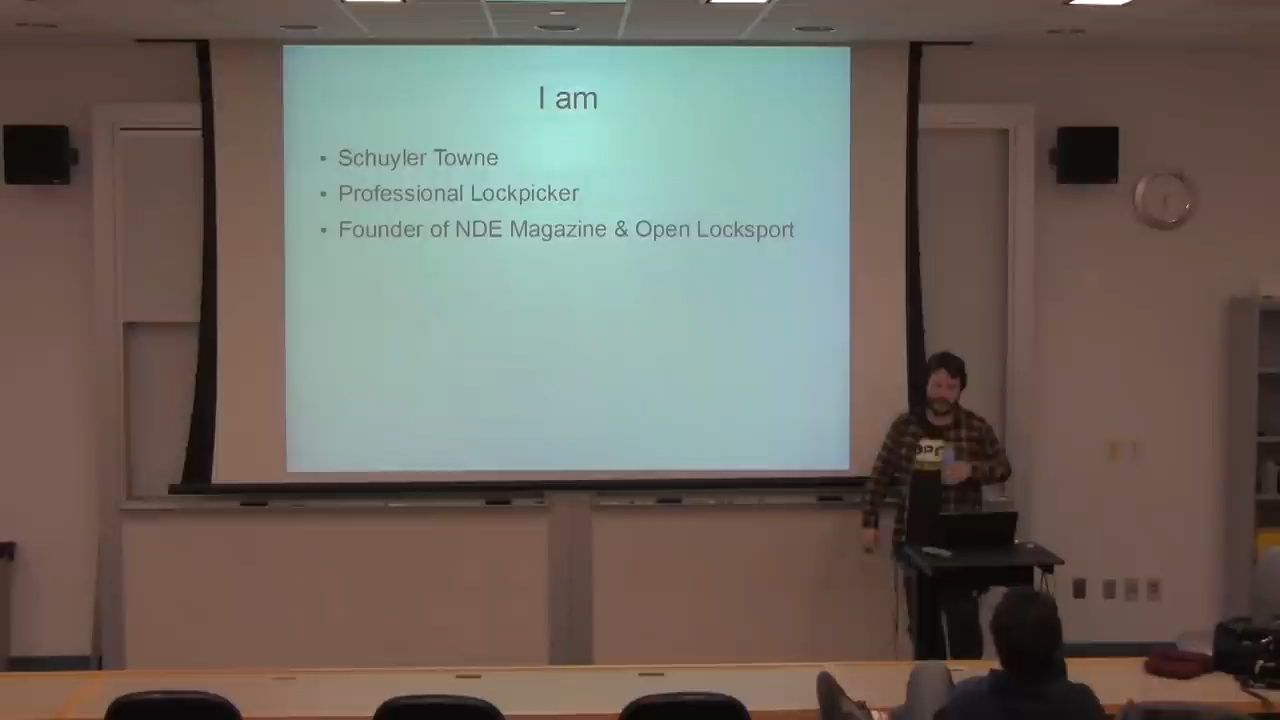 I am
• Schuyler Towne
• Professional Lockpicker
• Founder of NDE Magazine & Open Locksport